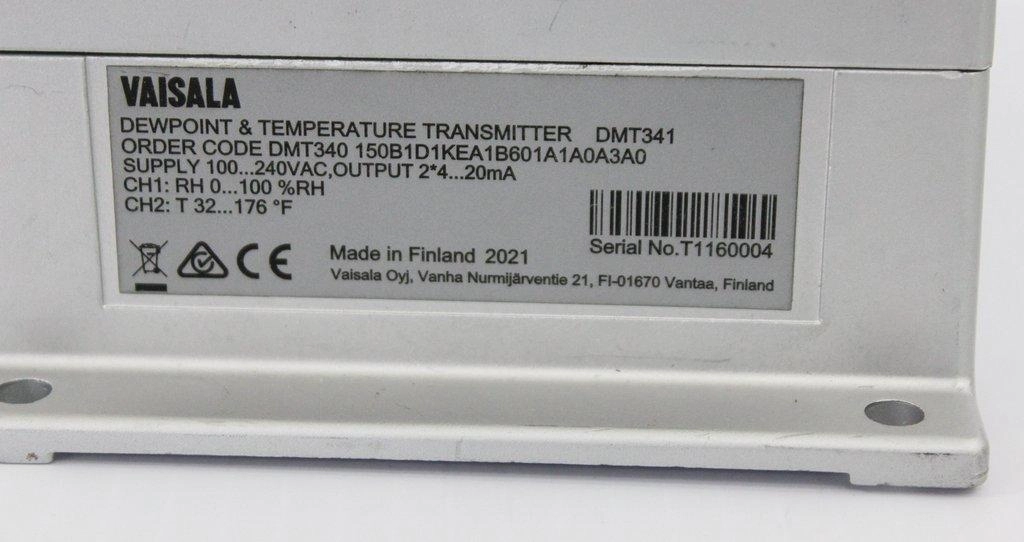 VAISALA
DEWPOINT & TEMPERATURE TRANSMITTER DMT341
ORDER CODE DMT340 150B1D1KEA1B601A1A0A3A0
SUPPLY 100...240VAC,OUTPUT 2*4...20mA
CH1: RH 0...100 %RH
CH2: T 32...176 °F
Serial No.T1160004
CE
Made in Finland 2021
Vaisala Oyj, Vanha Nurmijärventie 21, FI-01670 Vantaa, Finland